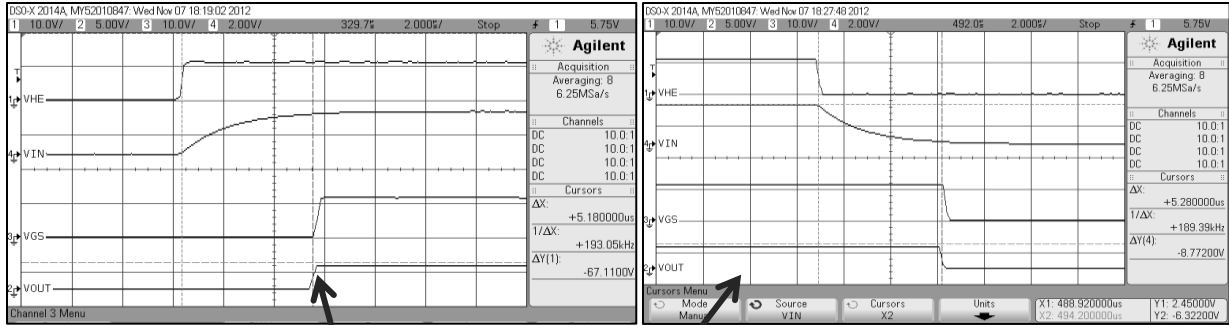 DSO-X 2014A, MY52010847: Wed Nov 07 18:19:02 2012
1 10.0V/ 2 5.00V/ 3 10.0V/ 4 2.00V/ 329.7% 2.000%/ Stop 1 5.75V
Agilent
Acquisition
Averaging: 8
6.25MSa/s
Channels
DC 10.0:1
DC 10.0:1
DC 10.0:1
DC 10.0:1
Cursors
ΔX:
+5.180000us
1/ΔX:
+193.05kHz
ΔY(1):
-67.1100V
T
1 VHE
4 VIN
3 VGS
2 VOUT
Channel 3 Menu
DSO-X 2014A, MY52010847: Wed Nov 07 18:27:48 2012
1 10.0V/ 2 5.00V/ 3 10.0V/ 4 2.00V/ 492.0% 2.000%/ Stop 1 5.75V
Agilent
Acquisition
Averaging: 8
6.25MSa/s
Channels
DC 10.0:1
DC 10.0:1
DC 10.0:1
DC 10.0:1
Cursors
ΔX:
+5.280000us
1/ΔX:
+189.39kHz
ΔY(4):
-8.77200V
T
1 VHE
4 VIN
3 VGS
2 VOUT
Cursors Menu
Mode
Manual
Source
VIN
Cursors
X2
Units
X1: 488.920000us
X2: 494.200000us
Y1: 2.45000V
Y2: -6.32200V